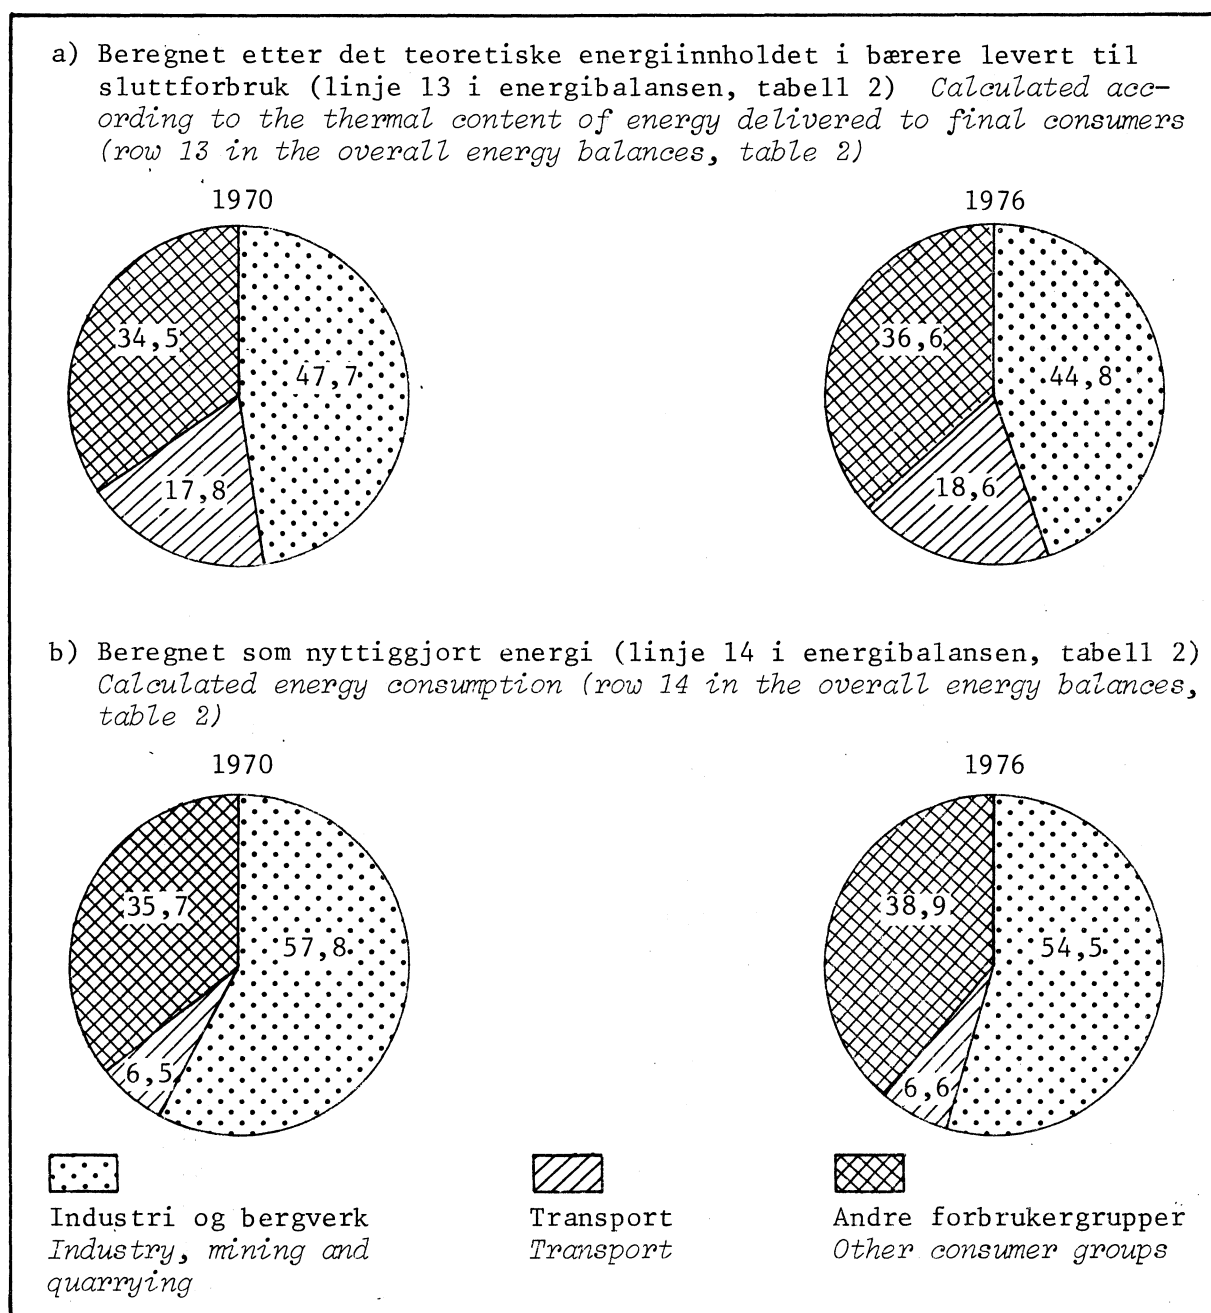 a) Beregnet etter det teoretiske energiinnholdet i bærere levert til
sluttforbruk (linje 13 i energibalansen, tabell 2) Calculated acc-
ording to the thermal content of energy delivered to final consumers
(row 13 in the overall energy balances, table 2)
1970
1976
34,5
47,7
17,8
36,6
44,8
18,6
b) Beregnet som nyttiggjort energi (linje 14 i energibalansen, tabell 2)
Calculated energy consumption (row 14 in the overall energy balances,
table 2)
1970
1976
35,7
57,8
6,5
38,9
54,5
6,6
Industri og bergverk
Industry, mining and
quarrying
Transport
Transport
Andre forbrukergrupper
Other consumer groups